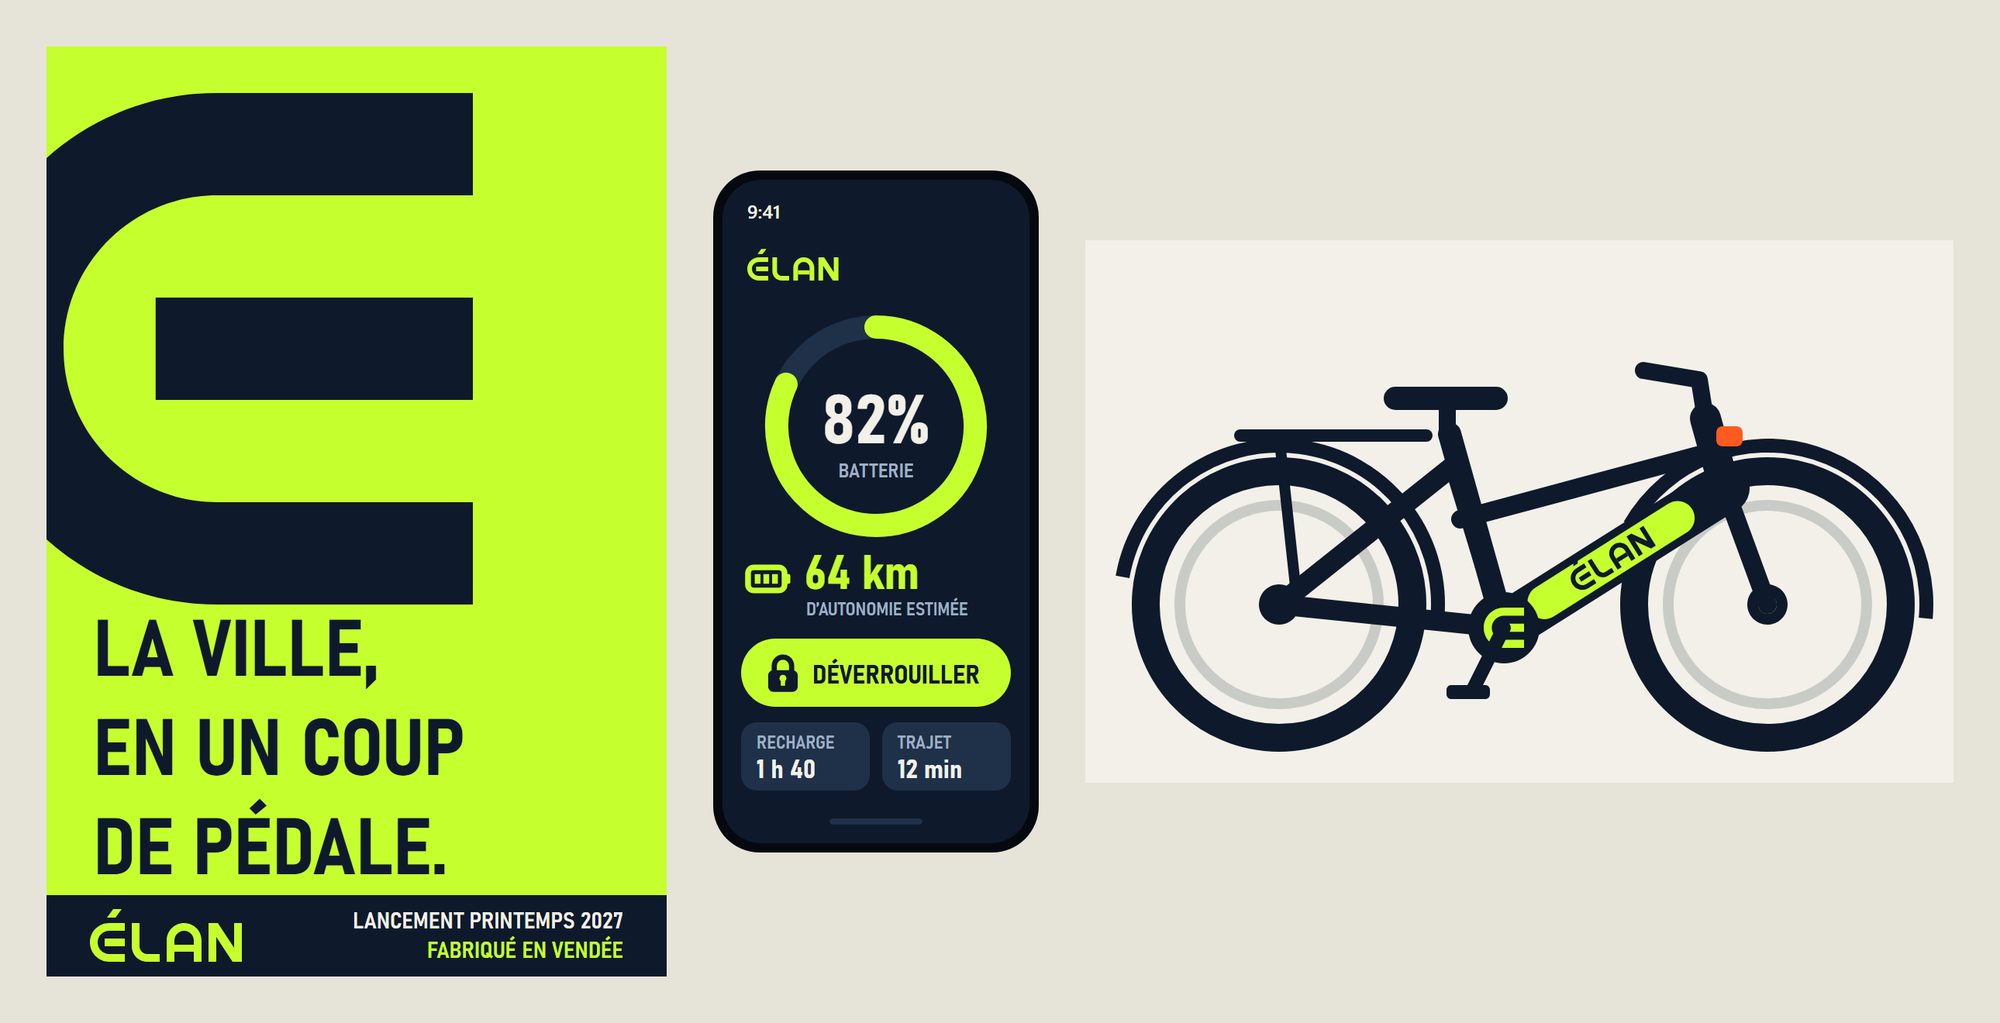 LA VILLE,
EN UN COUP
DE PÉDALE.
ÉLAN
LANCEMENT PRINTEMPS 2027
FABRIQUÉ EN VENDÉE
9:41
ÉLAN
82%
BATTERIE
64 km
D'AUTONOMIE ESTIMÉE
DÉVERROUILLER
RECHARGE
1 h 40
TRAJET
12 min
ÉLAN